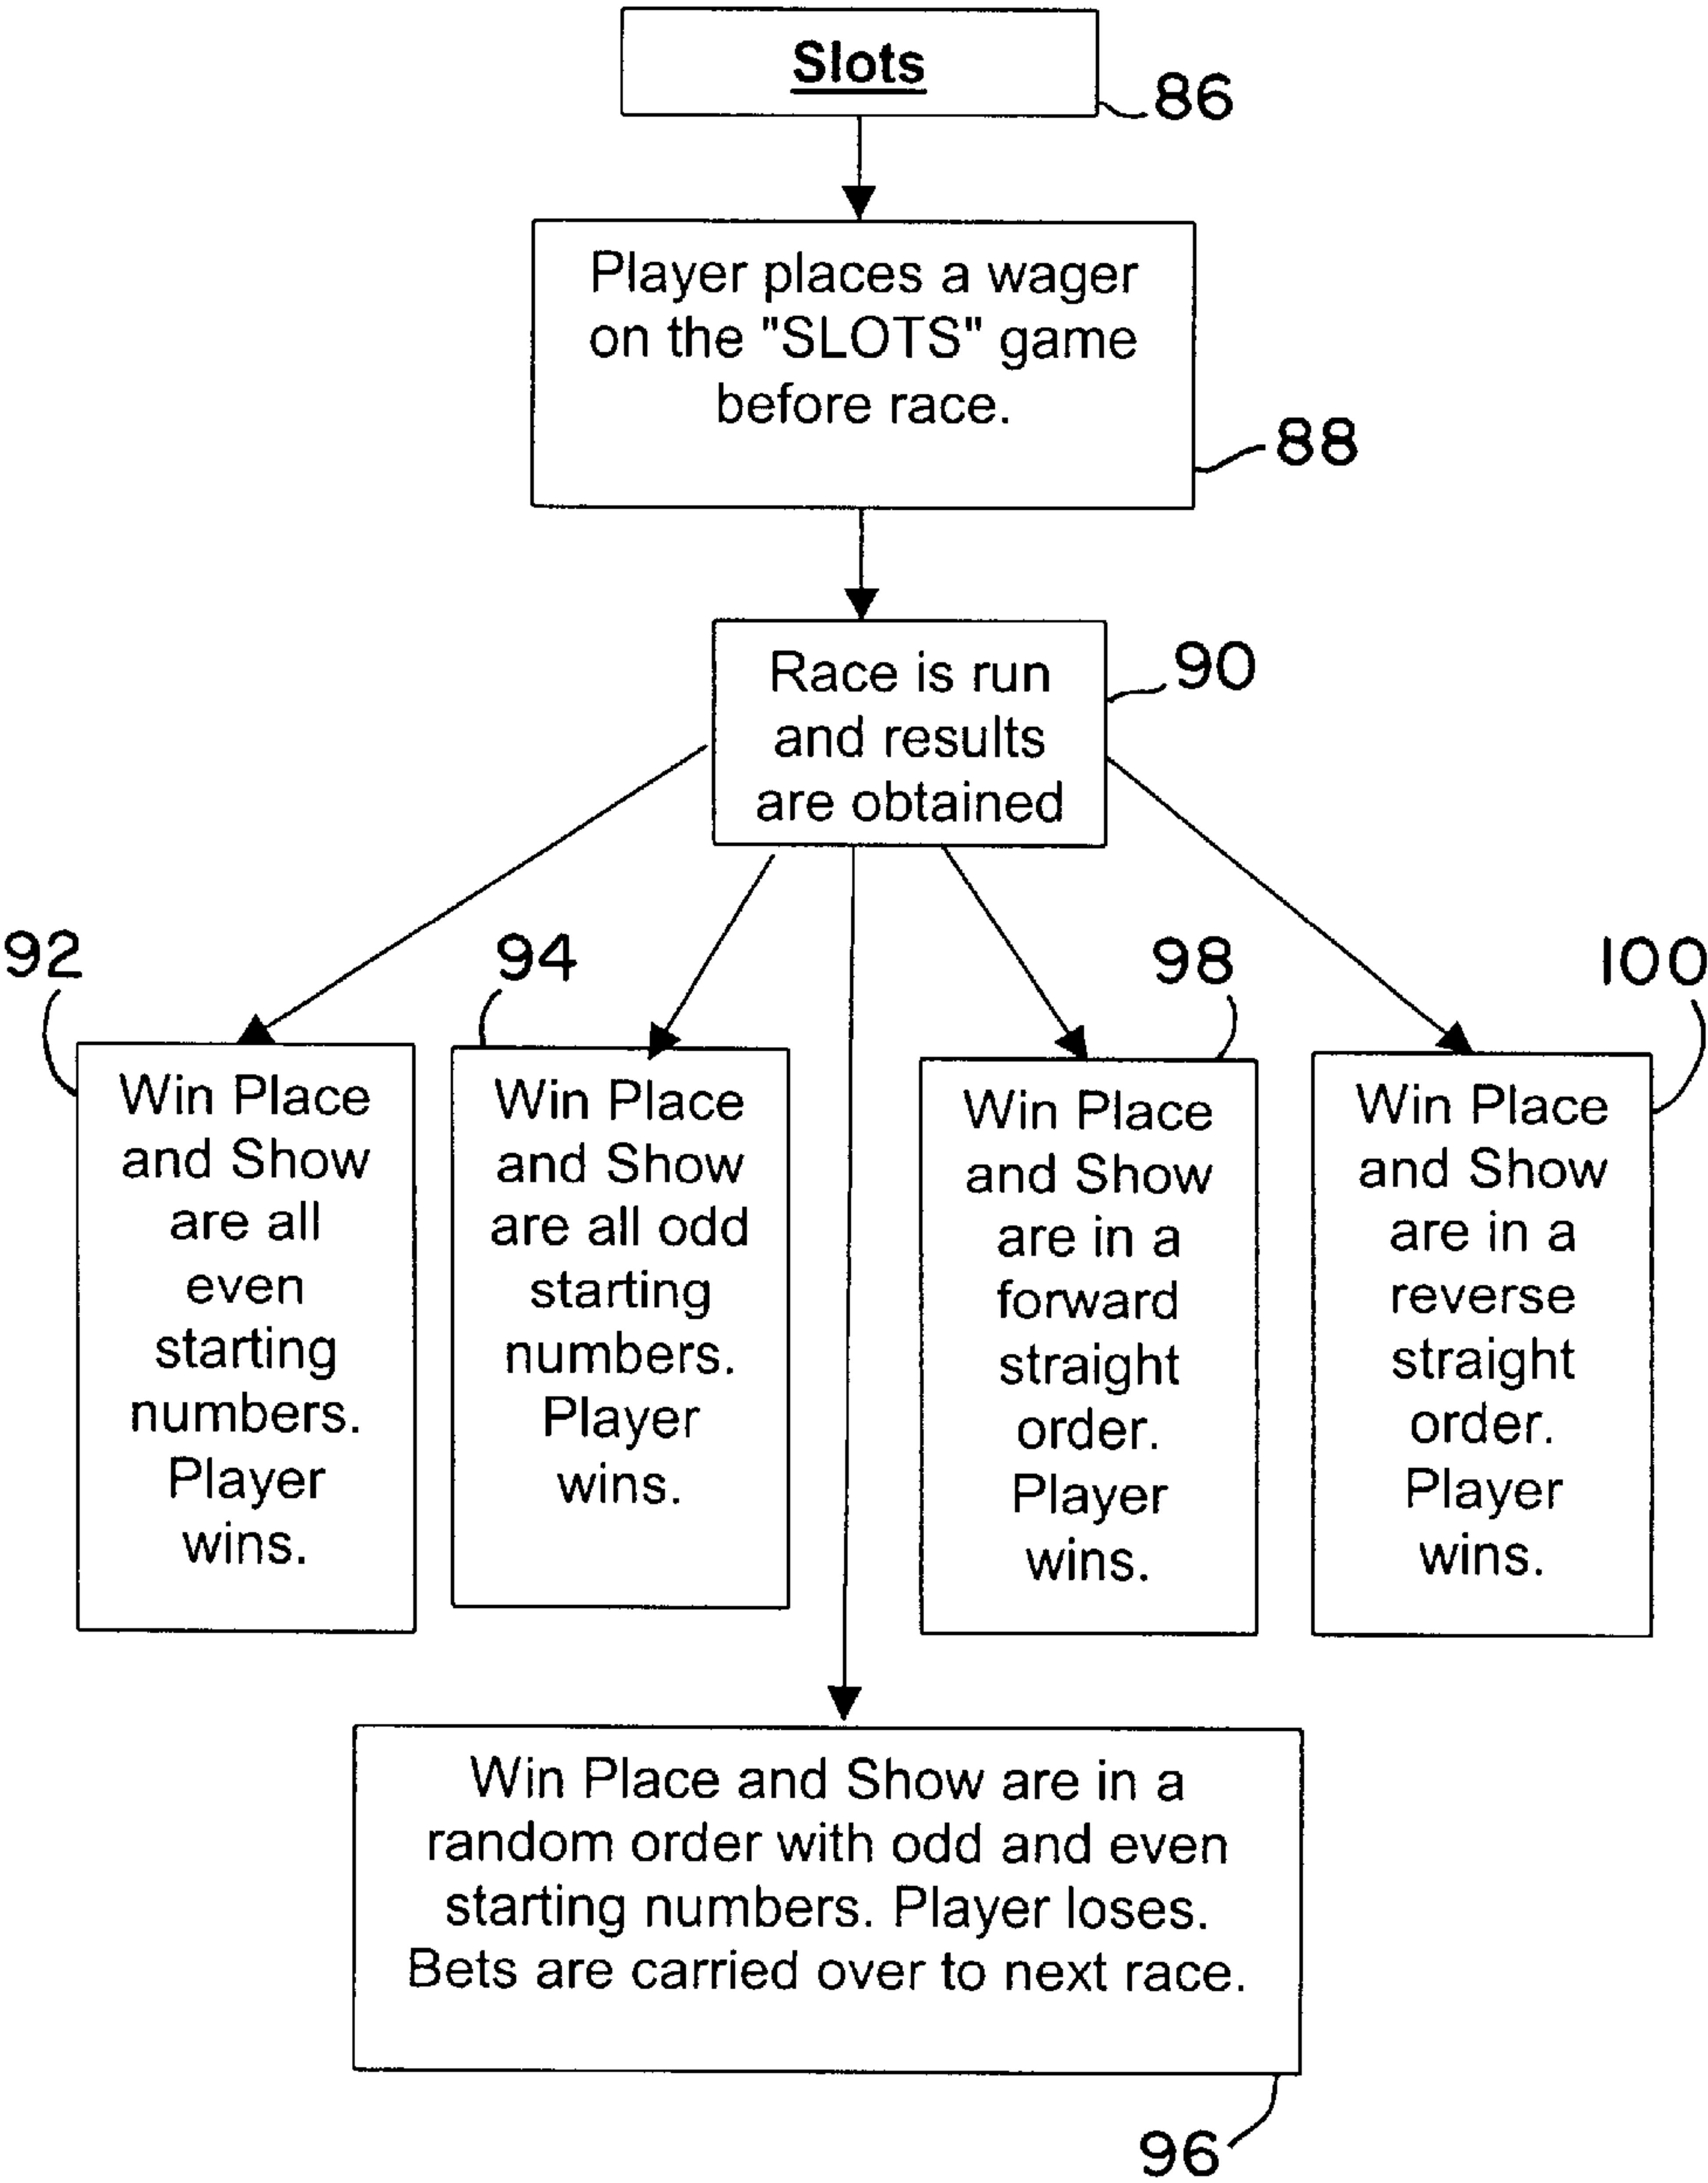 Slots
86
Player places a wager
on the "SLOTS" game
before race.
88
Race is run
and results
are obtained
90
92
Win Place
and Show
are all
even
starting
numbers.
Player
wins.
94
Win Place
and Show
are all odd
starting
numbers.
Player
wins.
98
Win Place
and Show
are in a
forward
straight
order.
Player
wins.
100
Win Place
and Show
are in a
reverse
straight
order.
Player
wins.
Win Place and Show are in a
random order with odd and even
starting numbers. Player loses.
Bets are carried over to next race.
96